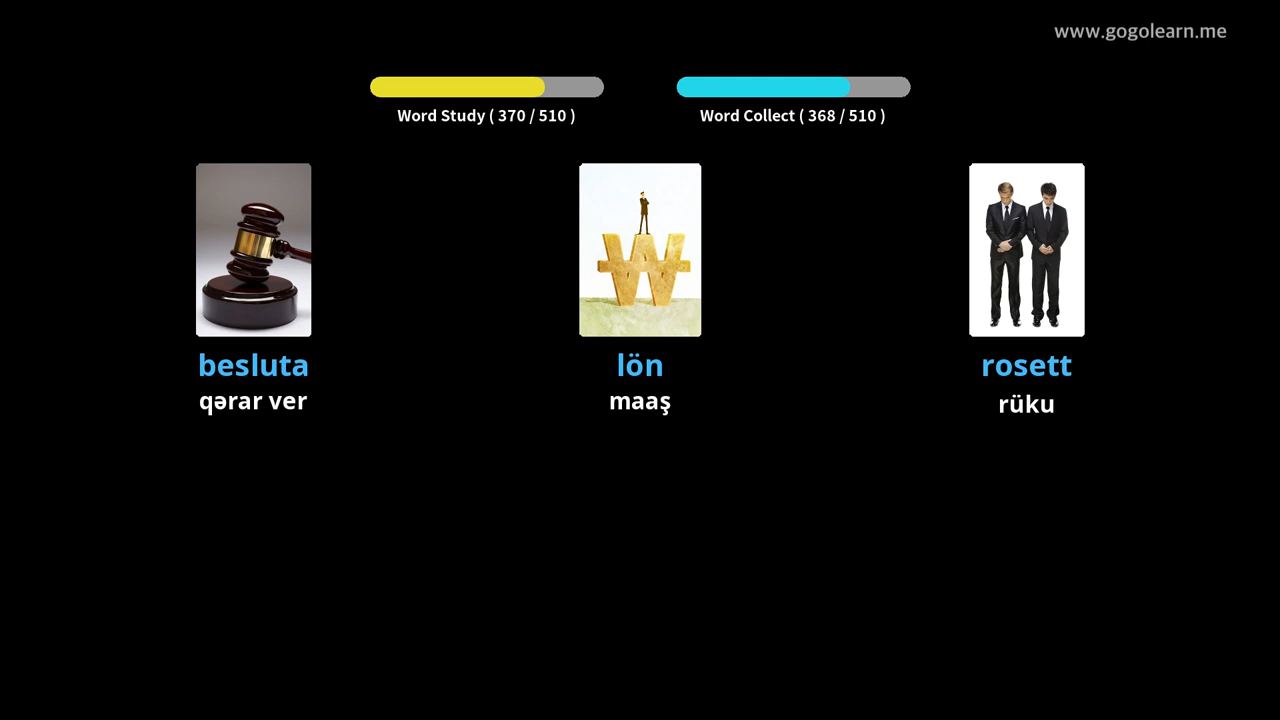 www.gogolearn.me
Word Study ( 370 / 510 )
Word Collect ( 368 / 510 )
besluta
lön
rosett
qərar ver
maaş
rüku